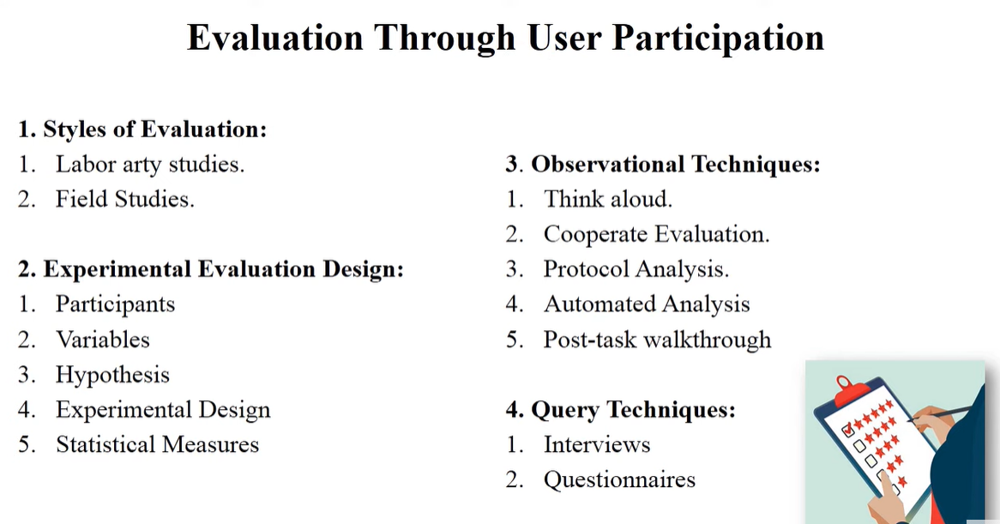 Evaluation Through User Participation
1. Styles of Evaluation:
1. Labor arty studies.
2. Field Studies.
2. Experimental Evaluation Design:
1. Participants
2. Variables
3. Hypothesis
4. Experimental Design
5. Statistical Measures
3. Observational Techniques:
1. Think aloud.
2. Cooperate Evaluation.
3. Protocol Analysis.
4. Automated Analysis
5. Post-task walkthrough
4. Query Techniques:
1. Interviews
2. Questionnaires